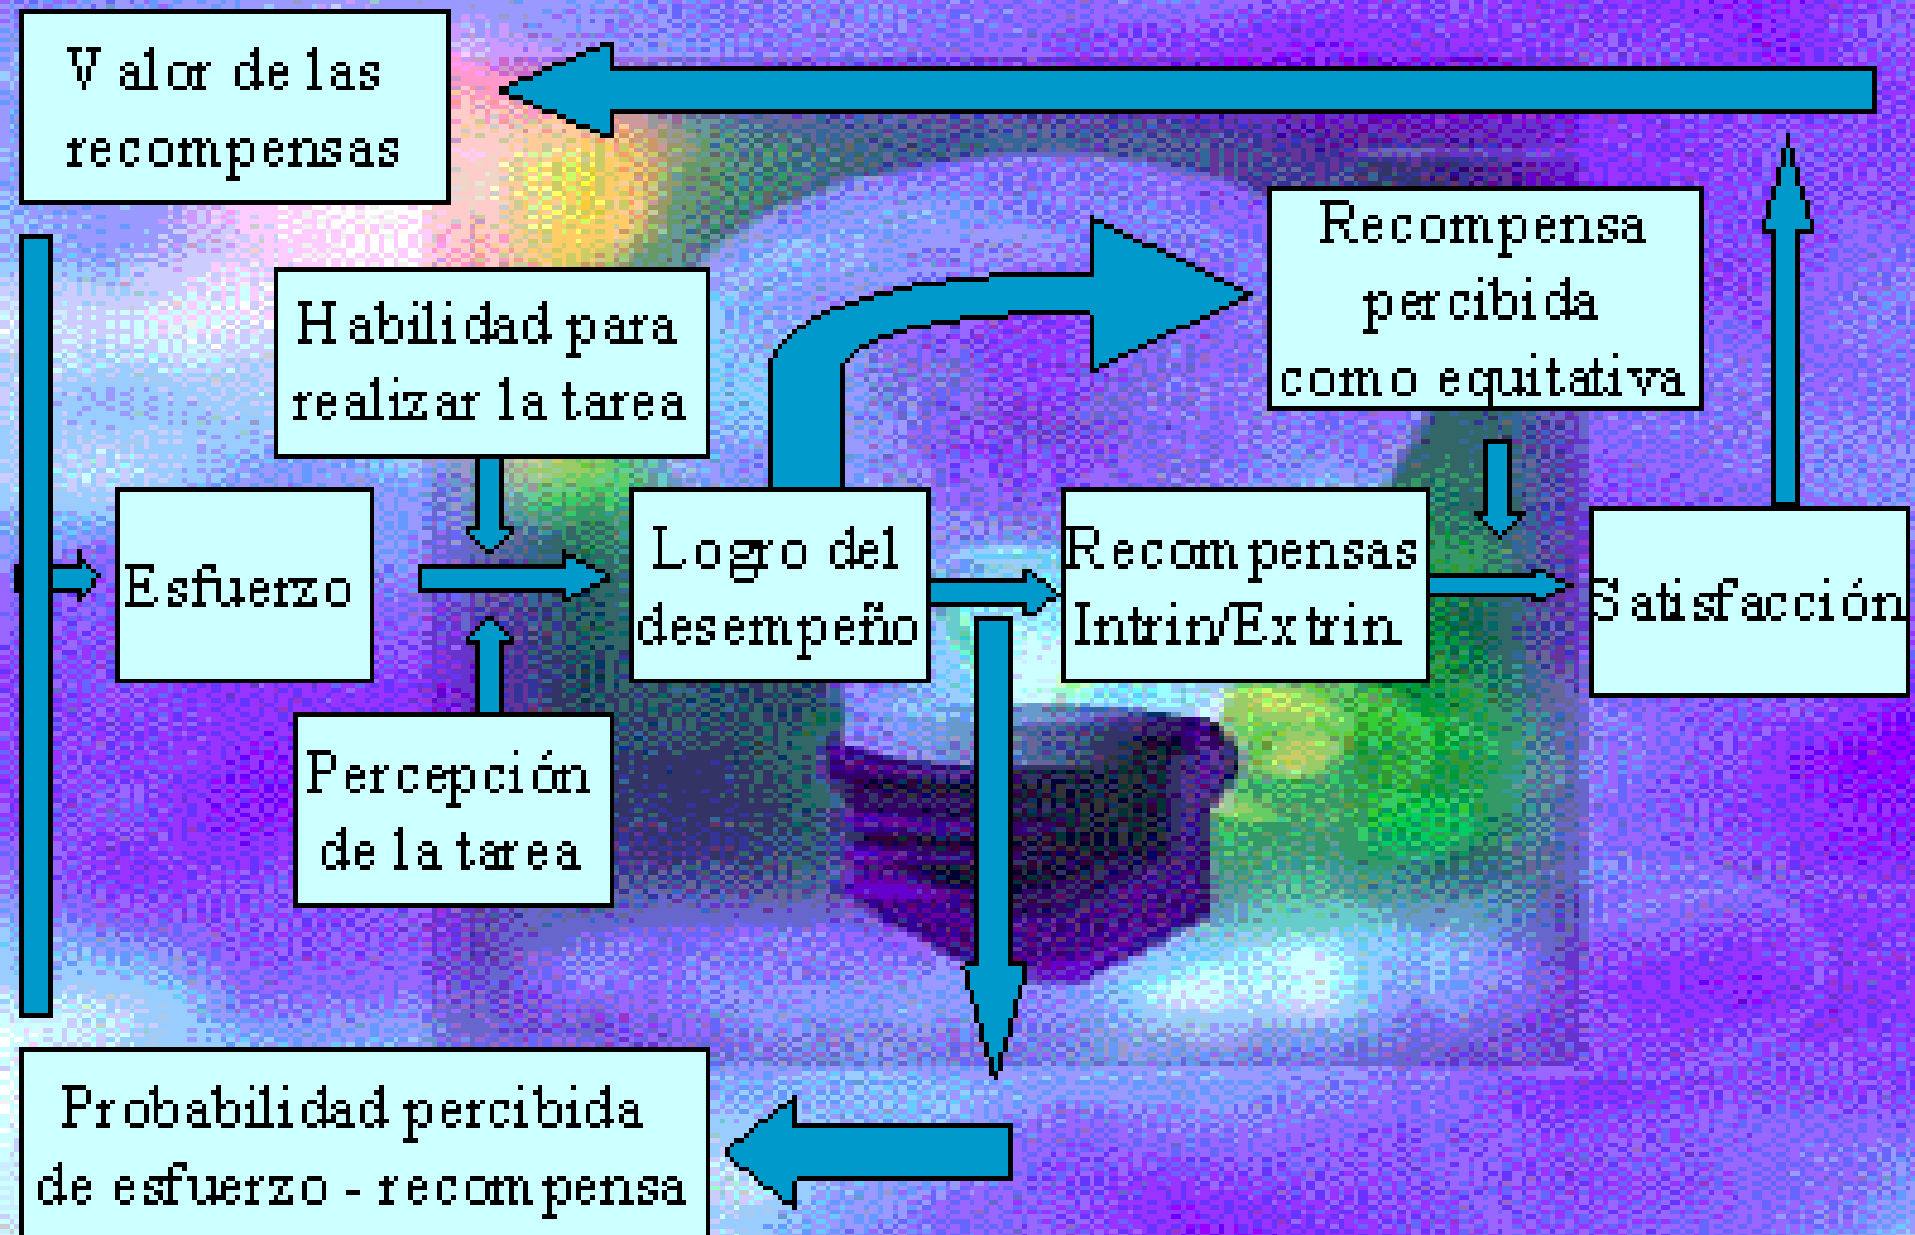 Valor de las
recompensas
Recompensa
percibida
como equitativa
Habilidad para
realizar la tarea
Esfuerzo
Logro del
desempeño
Recompensas
Intrin/Extrin.
Satisfacción
Percepción
de la tarea
Probabilidad percibida
de esfuerzo - recompensa